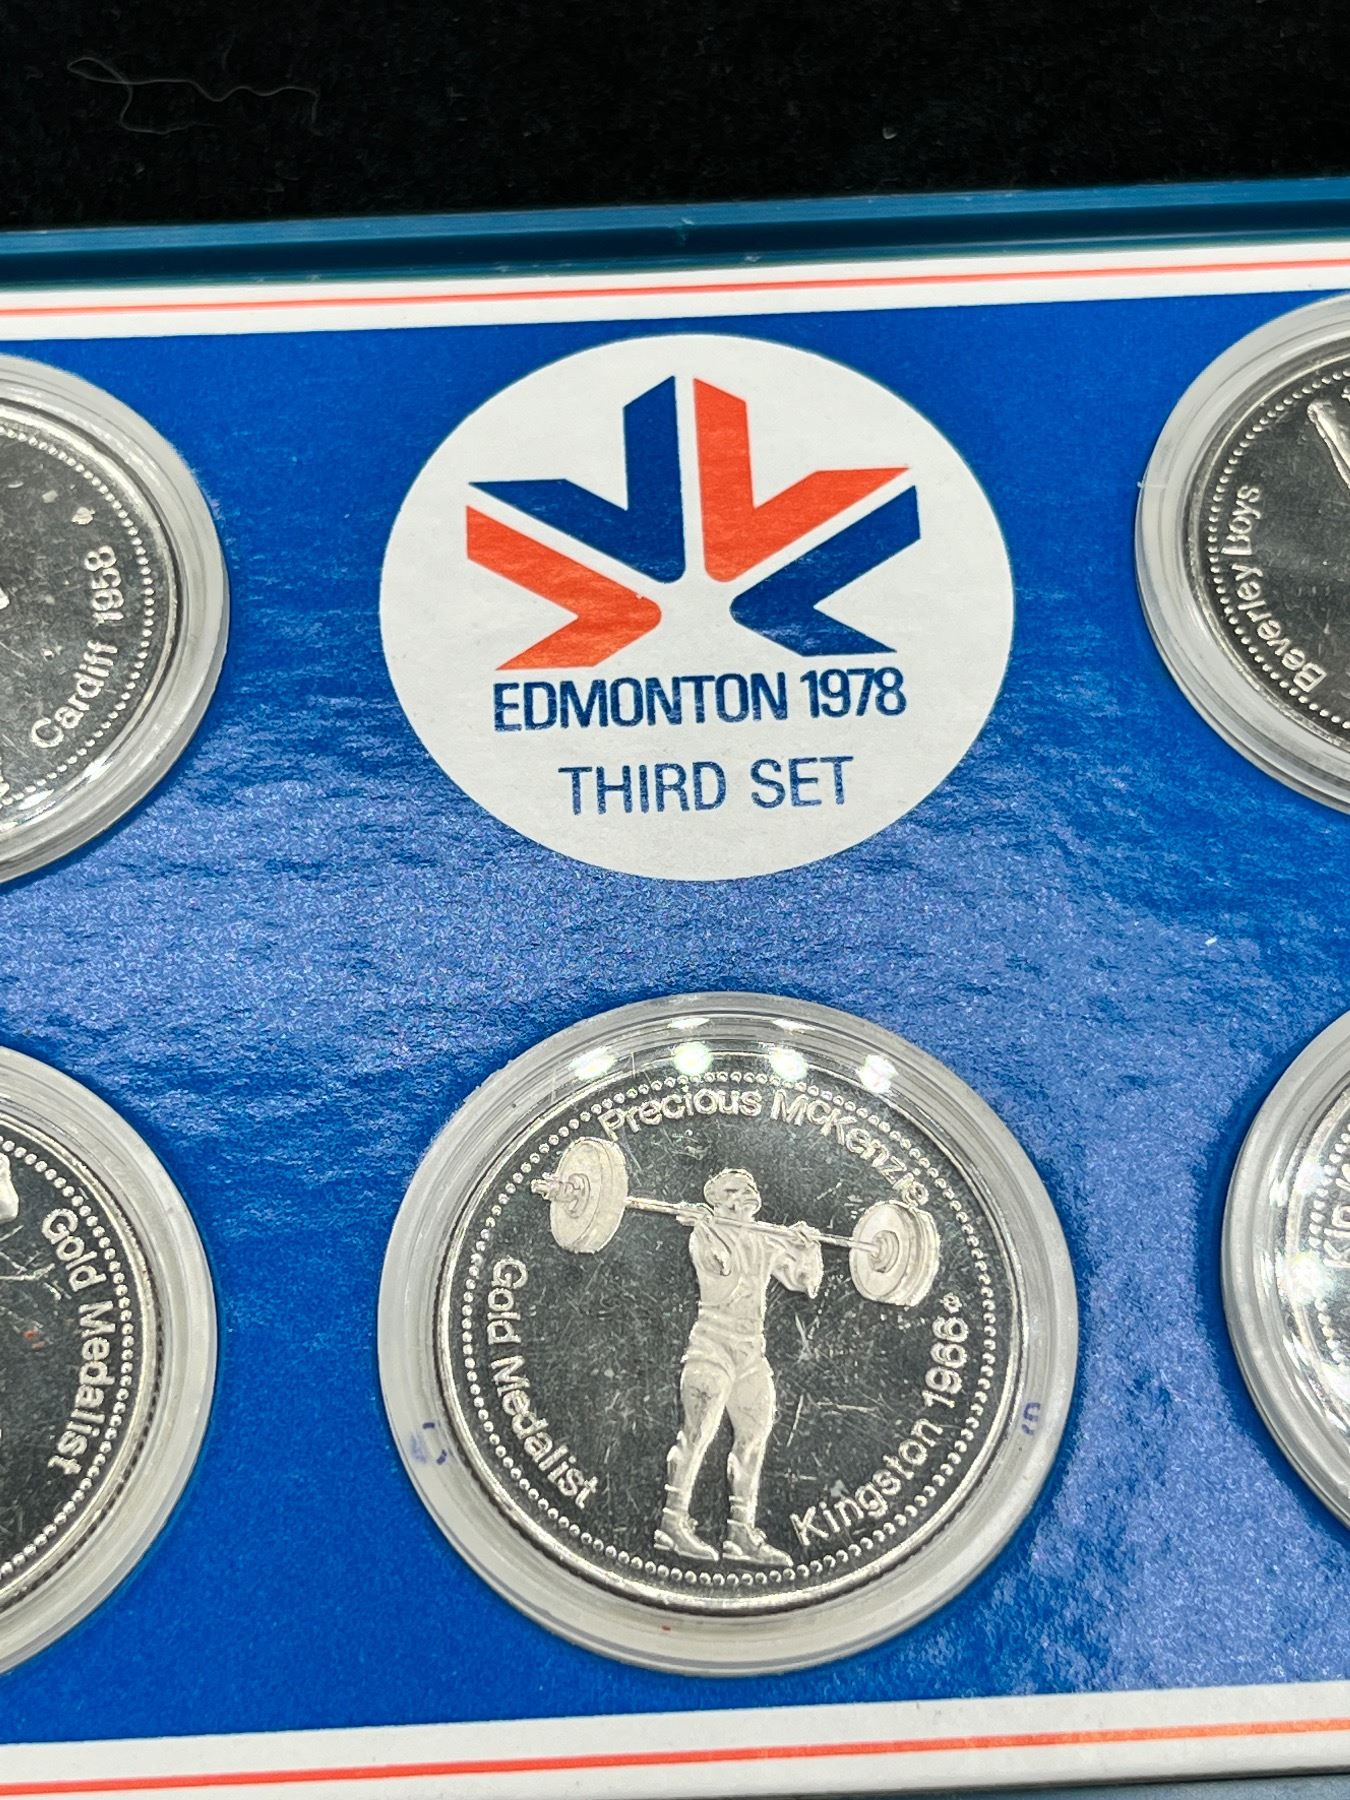 EDMONTON 1978
THIRD SET
Cardiff 1958
Beverley Boys
Gold Medalist
Precious McKenzie
Gold Medalist
Kingston 1966